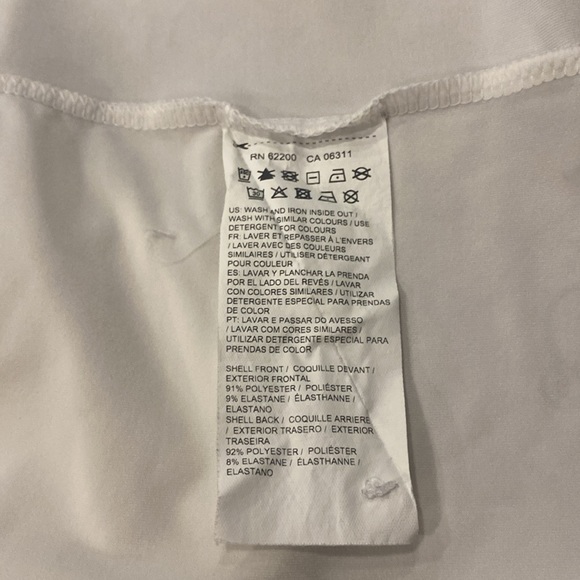 RN 62200 CA 06311
US: WASH AND IRON INSIDE OUT /
WASH WITH SIMILAR COLOURS / USE
DETERGENT FOR COLOURS
FR: LAVER ET REPASSER À L'ENVERS
/ LAVER AVEC DES COULEURS
SIMILAIRES / UTILISER DÉTERGEANT
POUR COULEUR
ES: LAVAR Y PLANCHAR LA PRENDA
POR EL LADO DEL REVÉS / LAVAR
CON COLORES SIMILARES / UTILIZAR
DETERGENTE ESPECIAL PARA PRENDAS
DE COLOR
PT: LAVAR E PASSAR DO AVESSO
/ LAVAR COM CORES SIMILARES /
UTILIZAR DETERGENTE ESPECIAL PARA
PRENDAS DE COLOR
SHELL FRONT / COQUILLE DEVANT /
EXTERIOR FRONTAL
91% POLYESTER / POLIÉSTER
9% ELASTANE / ÉLASTHANNE /
ELASTANO
SHELL BACK / COQUILLE ARRIERE
/ EXTERIOR TRASERO / EXTERIOR
TRASEIRA
92% POLYESTER / POLIÉSTER
8% ELASTANE / ÉLASTHANNE /
ELASTANO